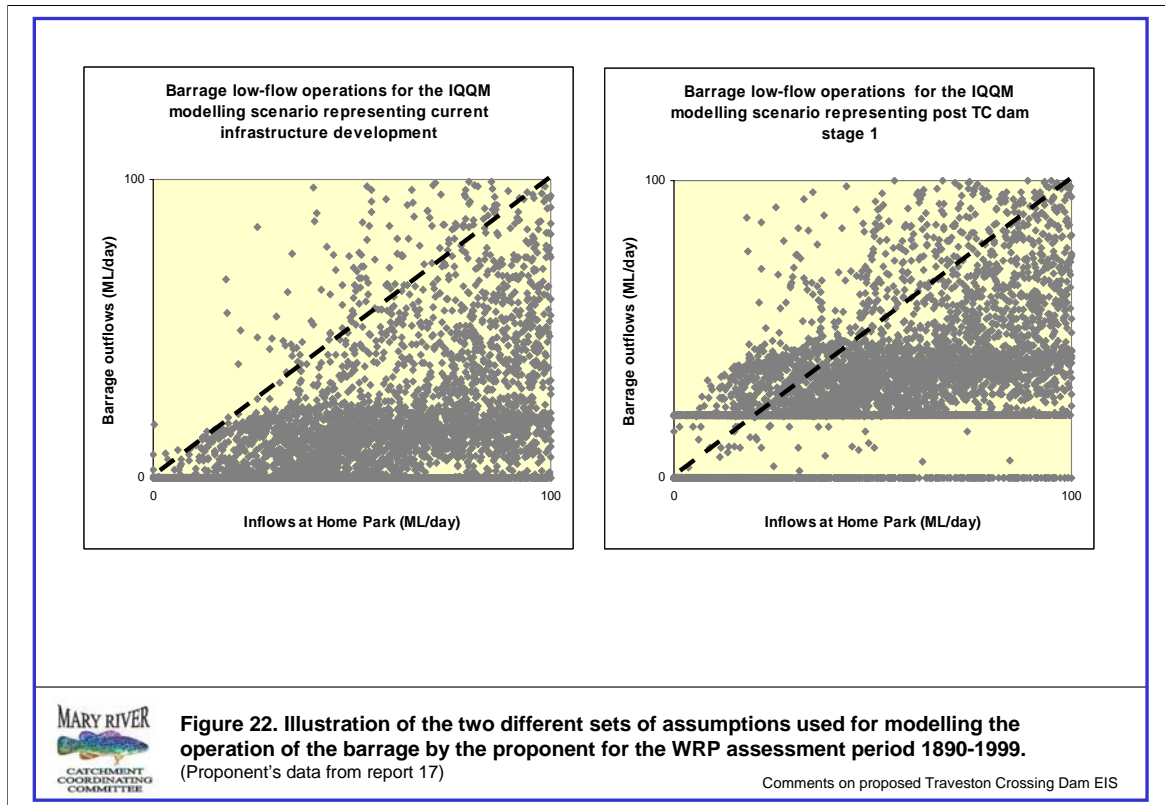 Barrage low-flow operations for the IQQM
modelling scenario representing current
infrastructure development
100
Barrage outflows (ML/day)
0
0
100
Inflows at Home Park (ML/day)
Barrage low-flow operations for the IQQM
modelling scenario representing post TC dam
stage 1
100
Barrage outflows (ML/day)
0
0
100
Inflows at Home Park (ML/day)
MARY RIVER
CATCHMENT
COORDINATING
COMMITTEE
Figure 22. Illustration of the two different sets of assumptions used for modelling the
operation of the barrage by the proponent for the WRP assessment period 1890-1999.
(Proponent's data from report 17)
Comments on proposed Traveston Crossing Dam EIS